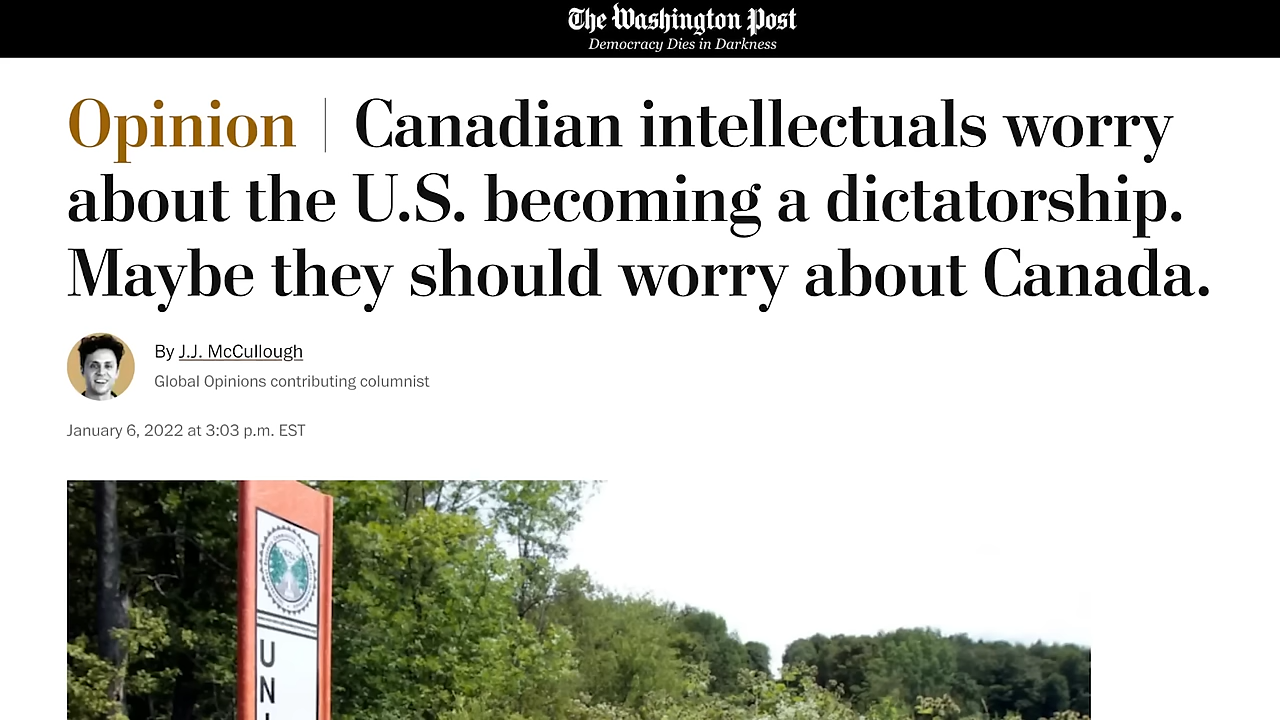 The Washington Post
Democracy Dies in Darkness
Opinion | Canadian intellectuals worry
about the U.S. becoming a dictatorship.
Maybe they should worry about Canada.
By J.J. McCullough
Global Opinions contributing columnist
January 6, 2022 at 3:03 p.m. EST
U
N